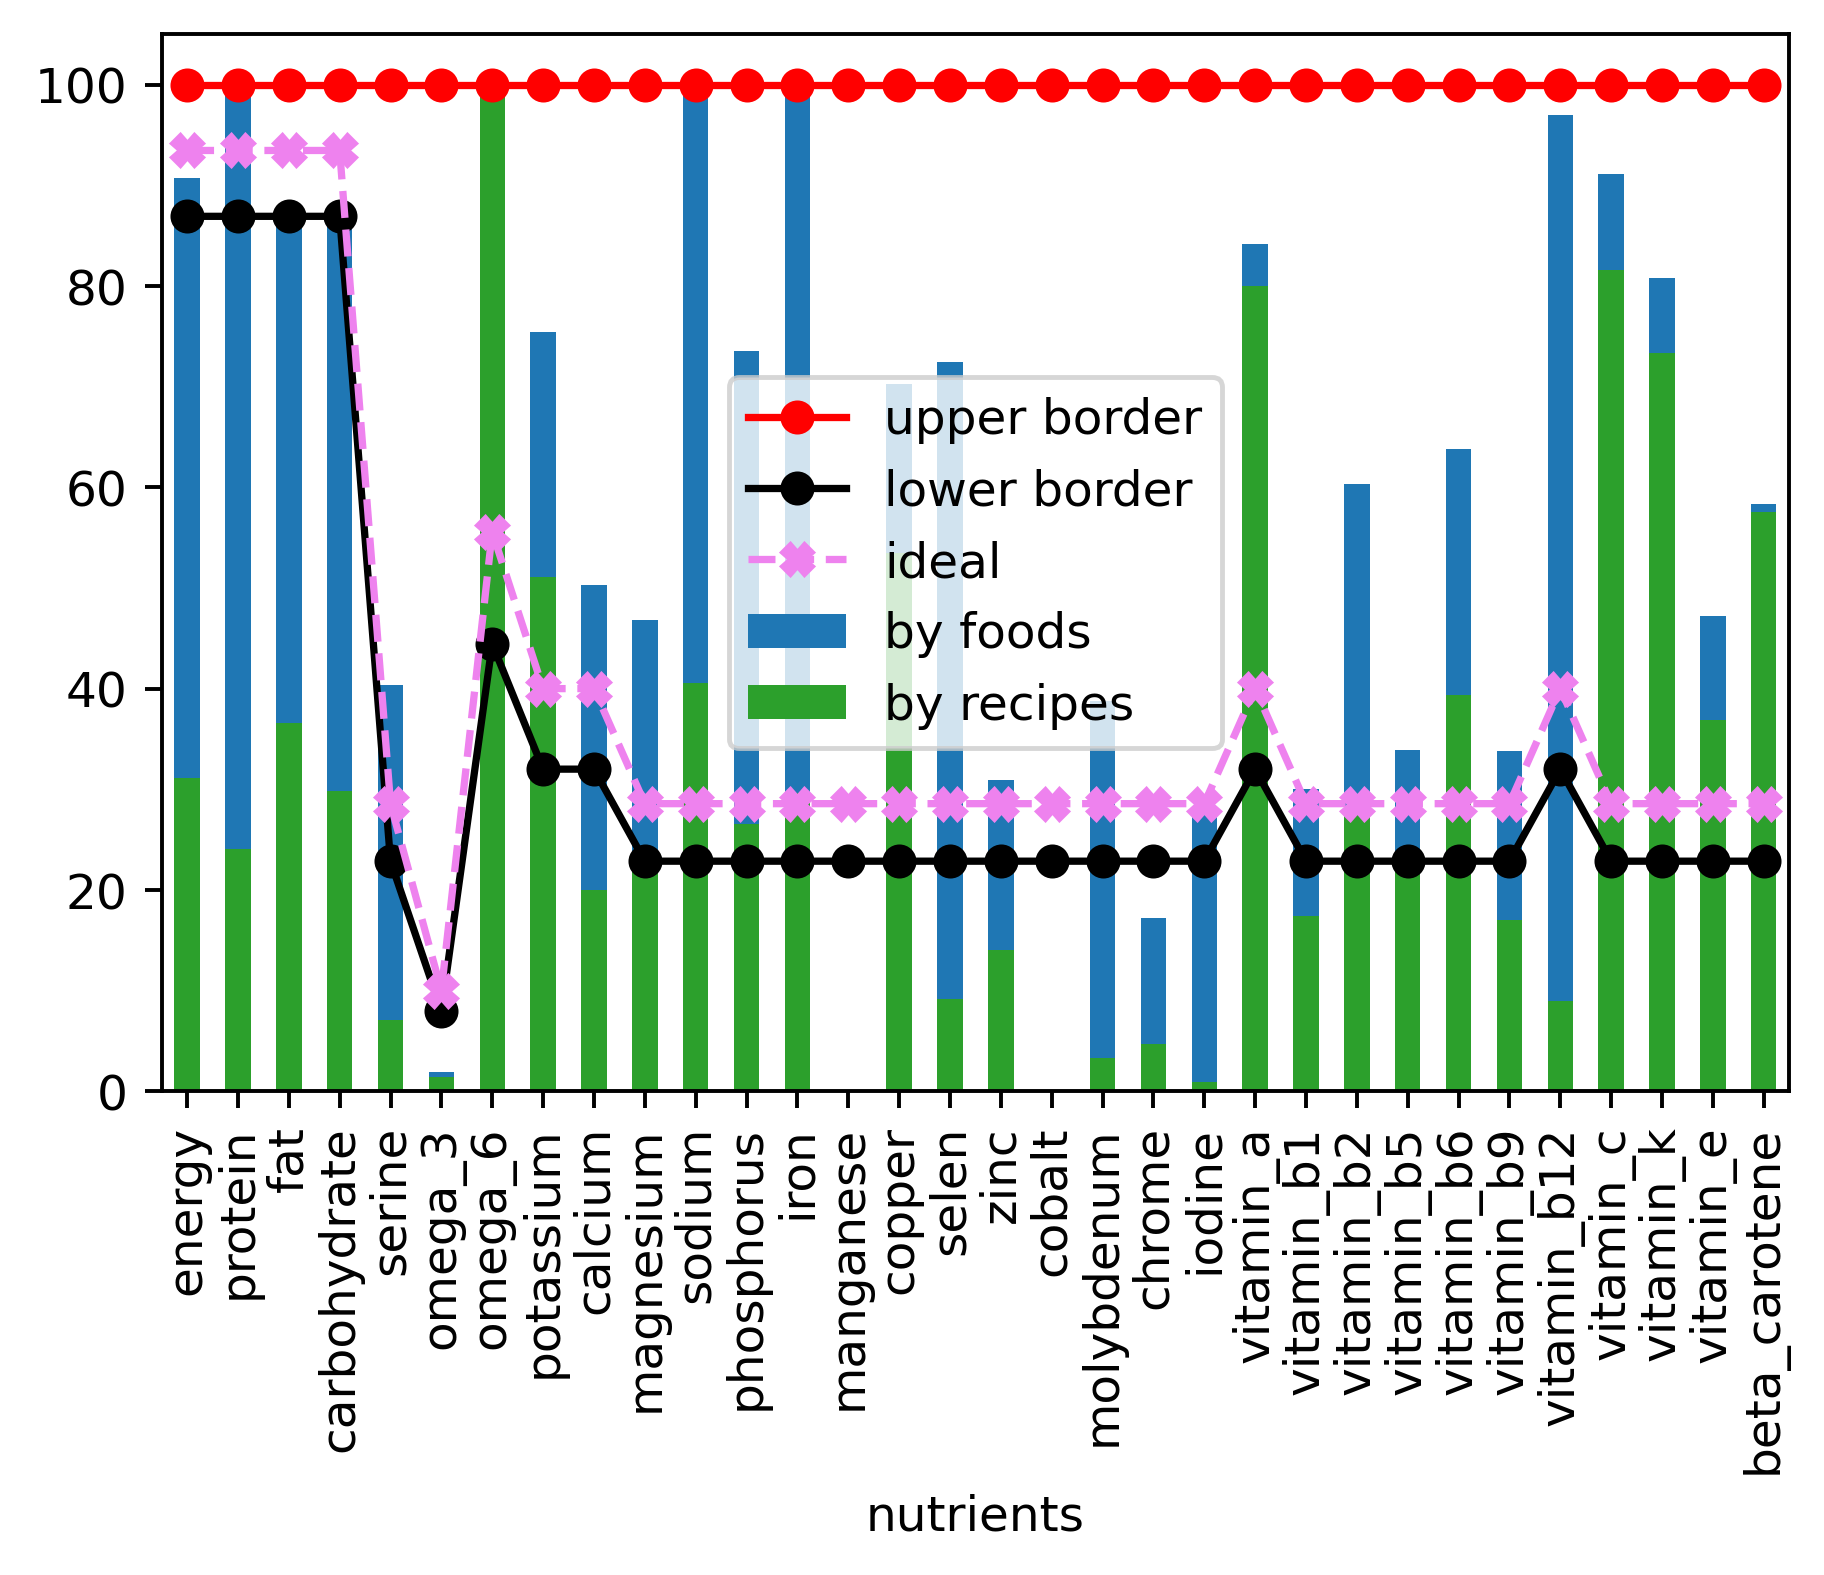 100
80
60
40
20
0
upper border
lower border
ideal
by foods
by recipes
energy
protein
fat
carbohydrate
serine
omega_3
omega_6
potassium
calcium
magnesium
sodium
phosphorus
iron
manganese
copper
selen
zinc
cobalt
molybdenum
chrome
iodine
vitamin_a
vitamin_b1
vitamin_b2
vitamin_b5
vitamin_b6
vitamin_b9
vitamin_b12
vitamin_c
vitamin_k
vitamin_e
beta_carotene
nutrients